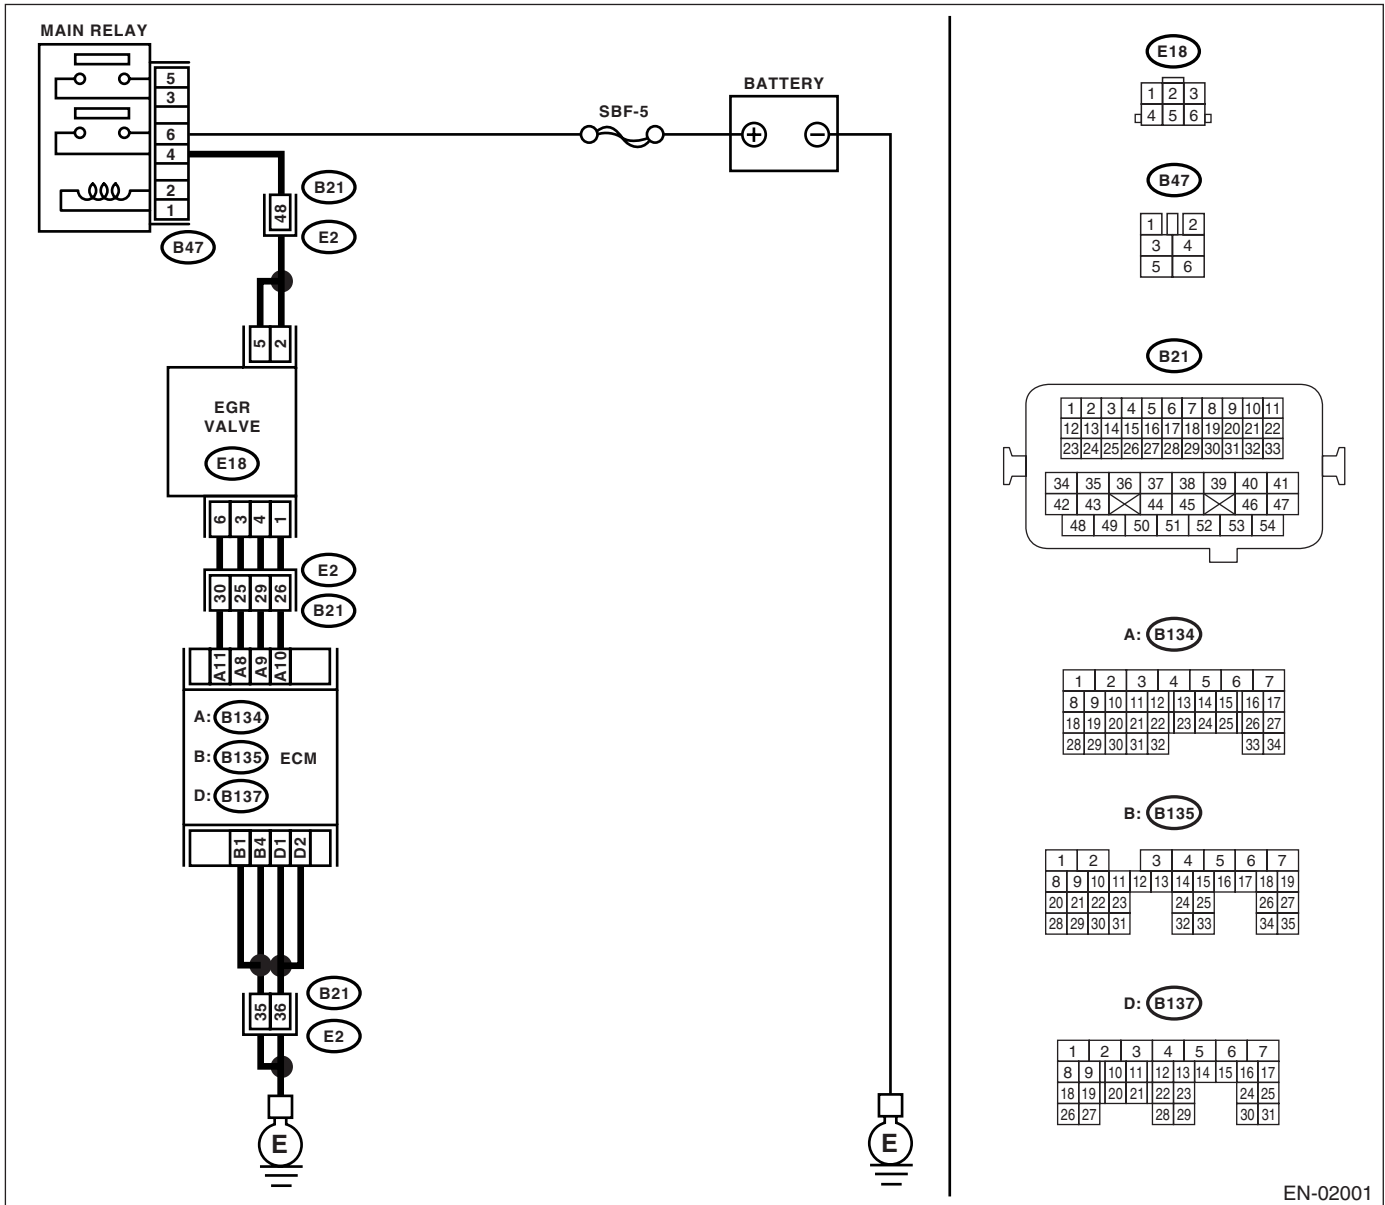 MAIN RELAY
5
3
6
4
2
1
B47
SBF-5
BATTERY
+ −
48
B21
E2
5 2
EGR
VALVE
E18
6 3 4 1
E2
30 25 29 26
B21
A11 A8 A9 A10
A: B134
B: B135 ECM
D: B137
B1 B4 D1 D2
B21
35 36
E2
E
E
E18
1 2 3
4 5 6
B47
1 2
3 4
5 6
B21
1 2 3 4 5 6 7 8 9 10 11
12 13 14 15 16 17 18 19 20 21 22
23 24 25 26 27 28 29 30 31 32 33
34 35 36 37 38 39 40 41
42 43 44 45 46 47
48 49 50 51 52 53 54
A: B134
1 2 3 4 5 6 7
8 9 10 11 12 13 14 15 16 17
18 19 20 21 22 23 24 25 26 27
28 29 30 31 32 33 34
B: B135
1 2 3 4 5 6 7
8 9 10 11 12 13 14 15 16 17 18 19
20 21 22 23 24 25 26 27
28 29 30 31 32 33 34 35
D: B137
1 2 3 4 5 6 7
8 9 10 11 12 13 14 15 16 17
18 19 20 21 22 23 24 25
26 27 28 29 30 31
EN-02001